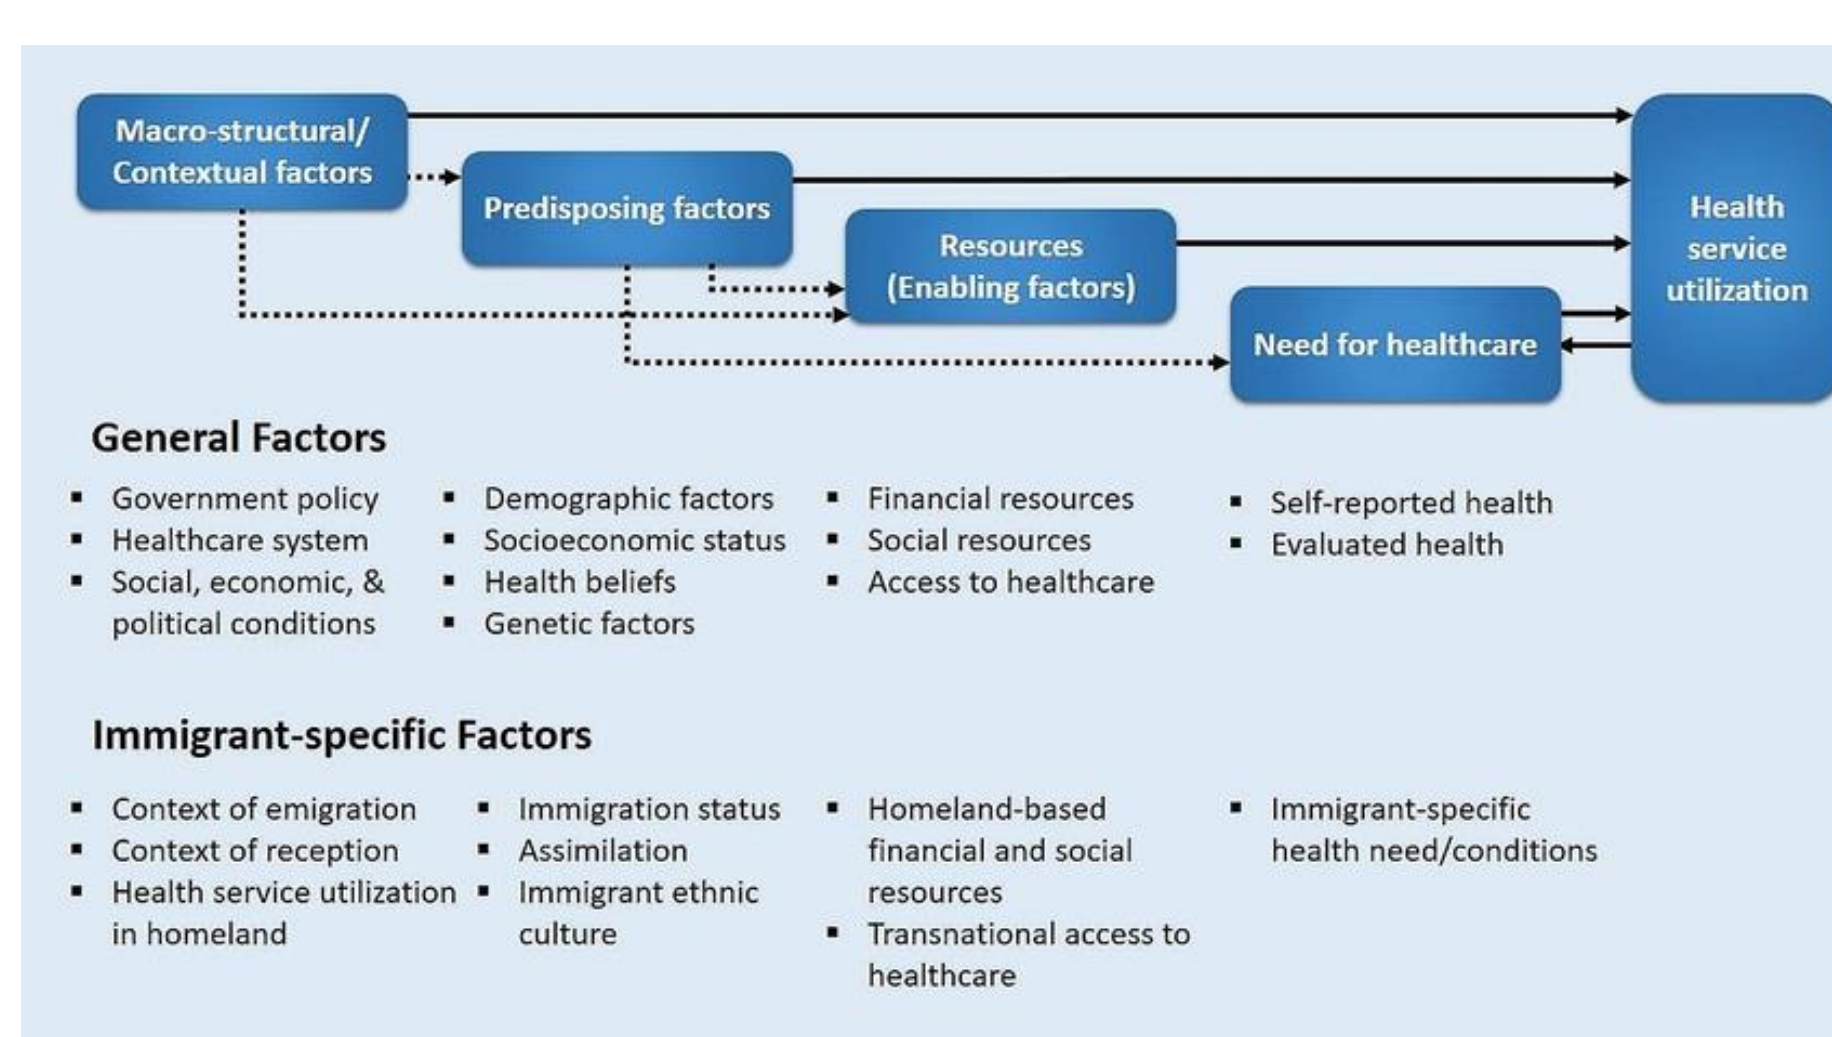 Macro-structural/
Contextual factors
Predisposing factors
Resources
(Enabling factors)
Need for healthcare
Health
service
utilization
General Factors
▪ Government policy
▪ Healthcare system
▪ Social, economic, &
political conditions
▪ Demographic factors
▪ Socioeconomic status
▪ Health beliefs
▪ Genetic factors
▪ Financial resources
▪ Social resources
▪ Access to healthcare
▪ Self-reported health
▪ Evaluated health
Immigrant-specific Factors
▪ Context of emigration
▪ Context of reception
▪ Health service utilization
in homeland
▪ Immigration status
▪ Assimilation
▪ Immigrant ethnic
culture
▪ Homeland-based
financial and social
resources
▪ Transnational access to
healthcare
▪ Immigrant-specific
health need/conditions